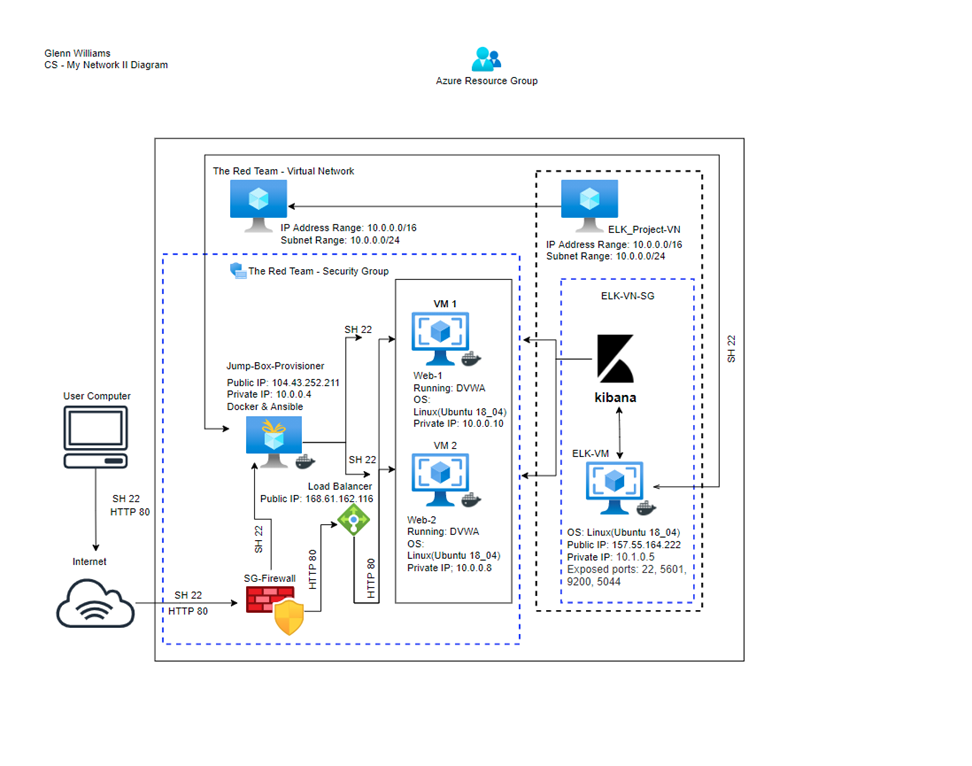 Glenn Williams
CS - My Network II Diagram
Azure Resource Group
The Red Team - Virtual Network
IP Address Range: 10.0.0.0/16
Subnet Range: 10.0.0.0/24
ELK_Project-VN
IP Address Range: 10.0.0.0/16
Subnet Range: 10.0.0.0/24
The Red Team - Security Group
ELK-VN-SG
VM 1
SH 22
SH 22
Web-1
Running: DVWA
OS:
Linux(Ubuntu 18_04)
Private IP: 10.0.0.10
kibana
Jump-Box-Provisioner
Public IP: 104.43.252.211
Private IP: 10.0.0.4
Docker & Ansible
User Computer
VM 2
SH 22
ELK-VM
Load Balancer
Public IP: 168.61.162.116
SH 22
HTTP 80
Web-2
Running: DVWA
OS:
Linux(Ubuntu 18_04)
Private IP; 10.0.0.8
OS: Linux(Ubuntu 18_04)
Public IP: 157.55.164.222
Private IP: 10.1.0.5
Exposed ports: 22, 5601,
9200, 5044
SH 22
HTTP 80
HTTP 80
Internet
SG-Firewall
SH 22
HTTP 80